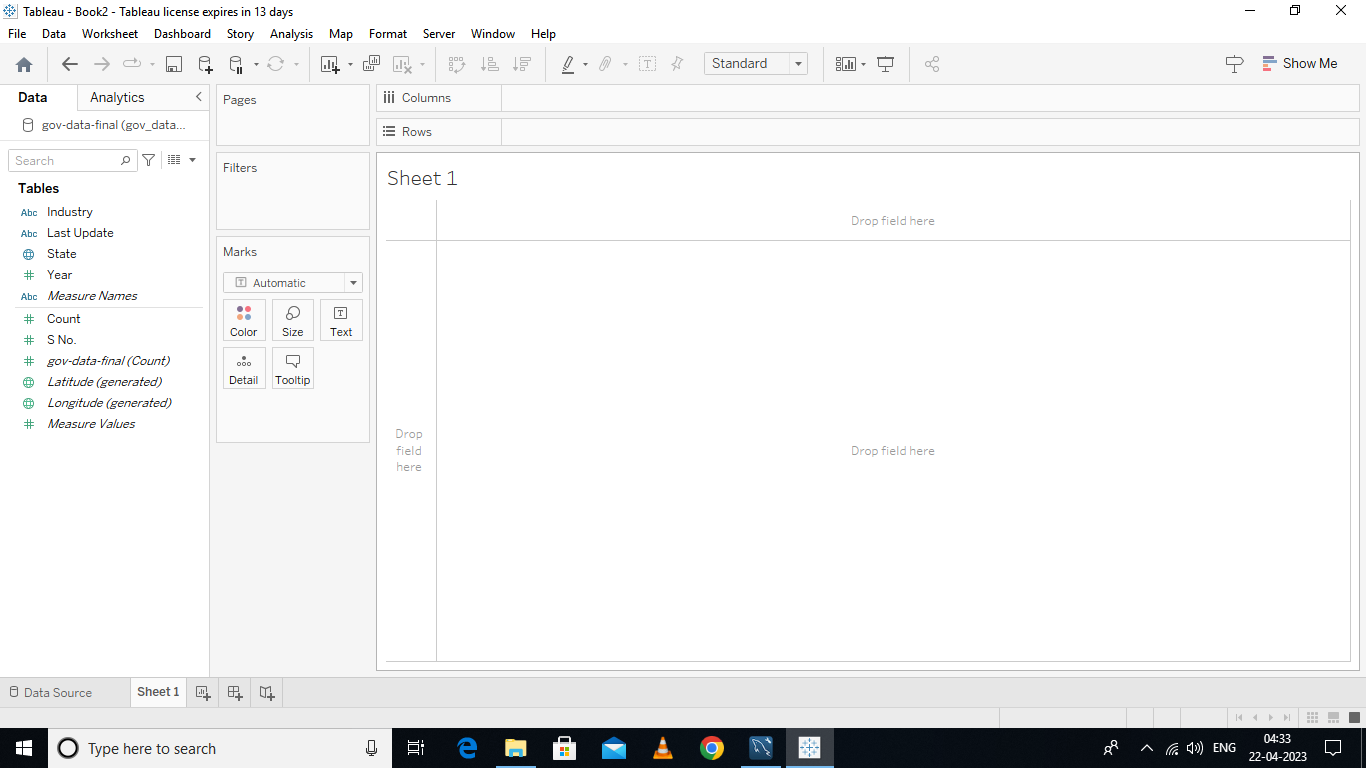 Tableau - Book2 - Tableau license expires in 13 days
File Data Worksheet Dashboard Story Analysis Map Format Server Window Help
Standard
Show Me
Data Analytics
gov-data-final (gov_data...
Search
Tables
Abc Industry
Abc Last Update
State
# Year
Abc Measure Names
# Count
# S No.
# gov-data-final (Count)
Latitude (generated)
Longitude (generated)
# Measure Values
Pages
Filters
Marks
T Automatic
Color Size Text
Detail Tooltip
Columns
Rows
Sheet 1
Drop field here
Drop
field
here
Drop field here
Data Source Sheet 1
Type here to search
ENG
04:33
22-04-2023